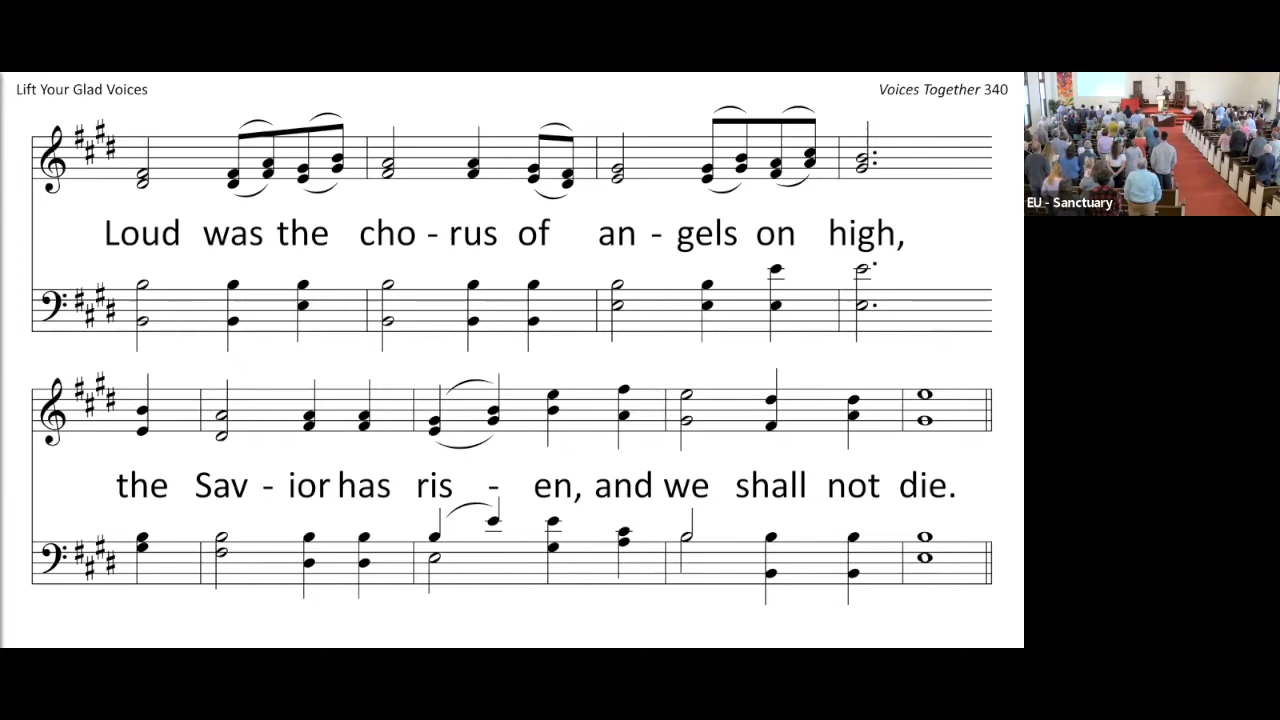 Lift Your Glad Voices
Voices Together 340
Loud was the cho - rus of an - gels on high,
the Sav - ior has ris - en, and we shall not die.
EU - Sanctuary